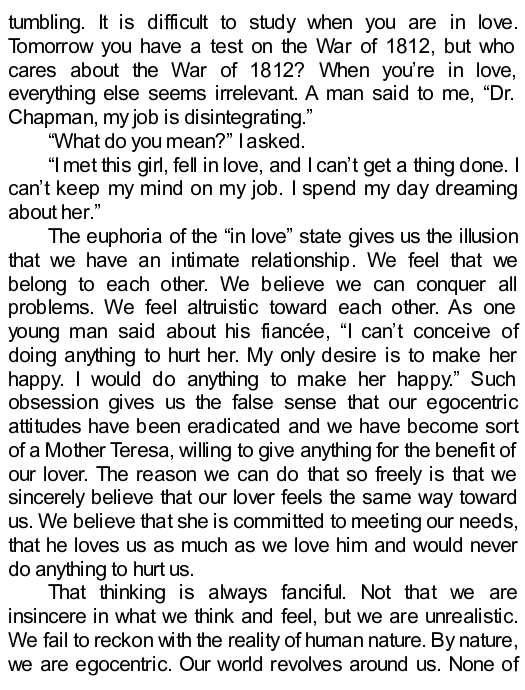 tumbling. It is difficult to study when you are in love.
Tomorrow you have a test on the War of 1812, but who
cares about the War of 1812? When you’re in love,
everything else seems irrelevant. A man said to me, “Dr.
Chapman, my job is disintegrating.”
“What do you mean?” I asked.
“I met this girl, fell in love, and I can’t get a thing done. I
can’t keep my mind on my job. I spend my day dreaming
about her.”
The euphoria of the “in love” state gives us the illusion
that we have an intimate relationship. We feel that we
belong to each other. We believe we can conquer all
problems. We feel altruistic toward each other. As one
young man said about his fiancée, “I can’t conceive of
doing anything to hurt her. My only desire is to make her
happy. I would do anything to make her happy.” Such
obsession gives us the false sense that our egocentric
attitudes have been eradicated and we have become sort
of a Mother Teresa, willing to give anything for the benefit of
our lover. The reason we can do that so freely is that we
sincerely believe that our lover feels the same way toward
us. We believe that she is committed to meeting our needs,
that he loves us as much as we love him and would never
do anything to hurt us.
That thinking is always fanciful. Not that we are
insincere in what we think and feel, but we are unrealistic.
We fail to reckon with the reality of human nature. By nature,
we are egocentric. Our world revolves around us. None of